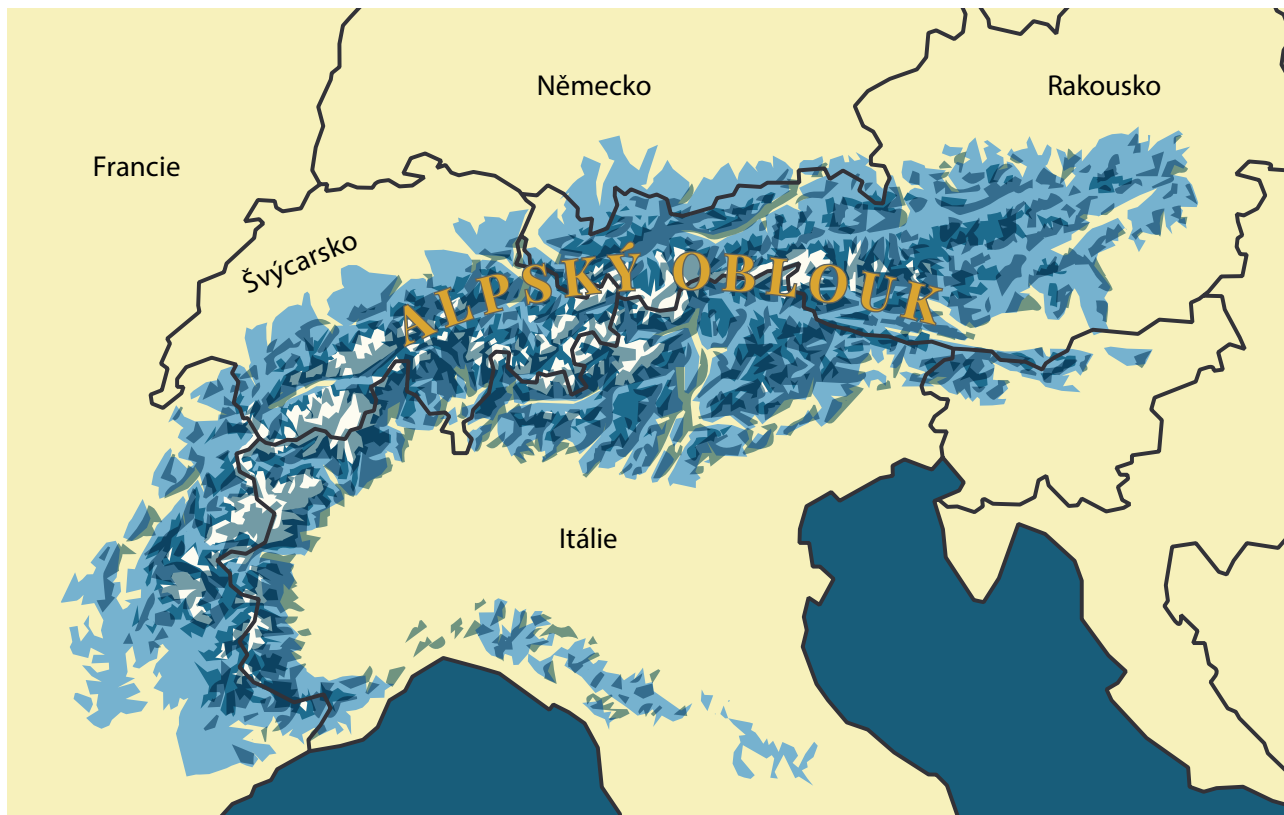 Německo
Rakousko
Francie
Švýcarsko
ALPSKÝ OBLOUK
Itálie